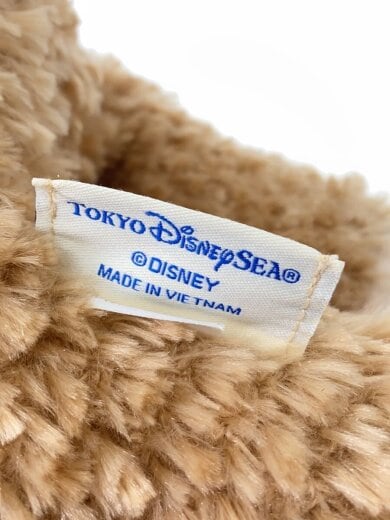 TOKYO DISNEYSEA®
© DISNEY
MADE IN VIETNAM